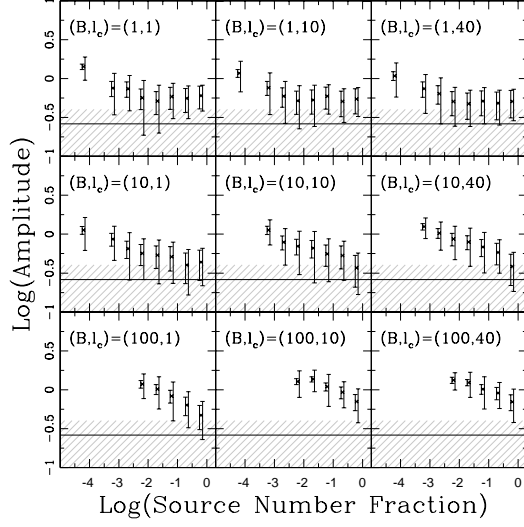 (B,l_c)=(1,1) (B,l_c)=(1,10) (B,l_c)=(1,40)
1
0.5
0
−0.5
−1
(B,l_c)=(10,1) (B,l_c)=(10,10) (B,l_c)=(10,40)
0.5
0
−0.5
−1
(B,l_c)=(100,1) (B,l_c)=(100,10) (B,l_c)=(100,40)
0.5
0
−0.5
−1
Log(Amplitude)
−4 −3 −2 −1 0 −4 −3 −2 −1 0 −4 −3 −2 −1 0
Log(Source Number Fraction)